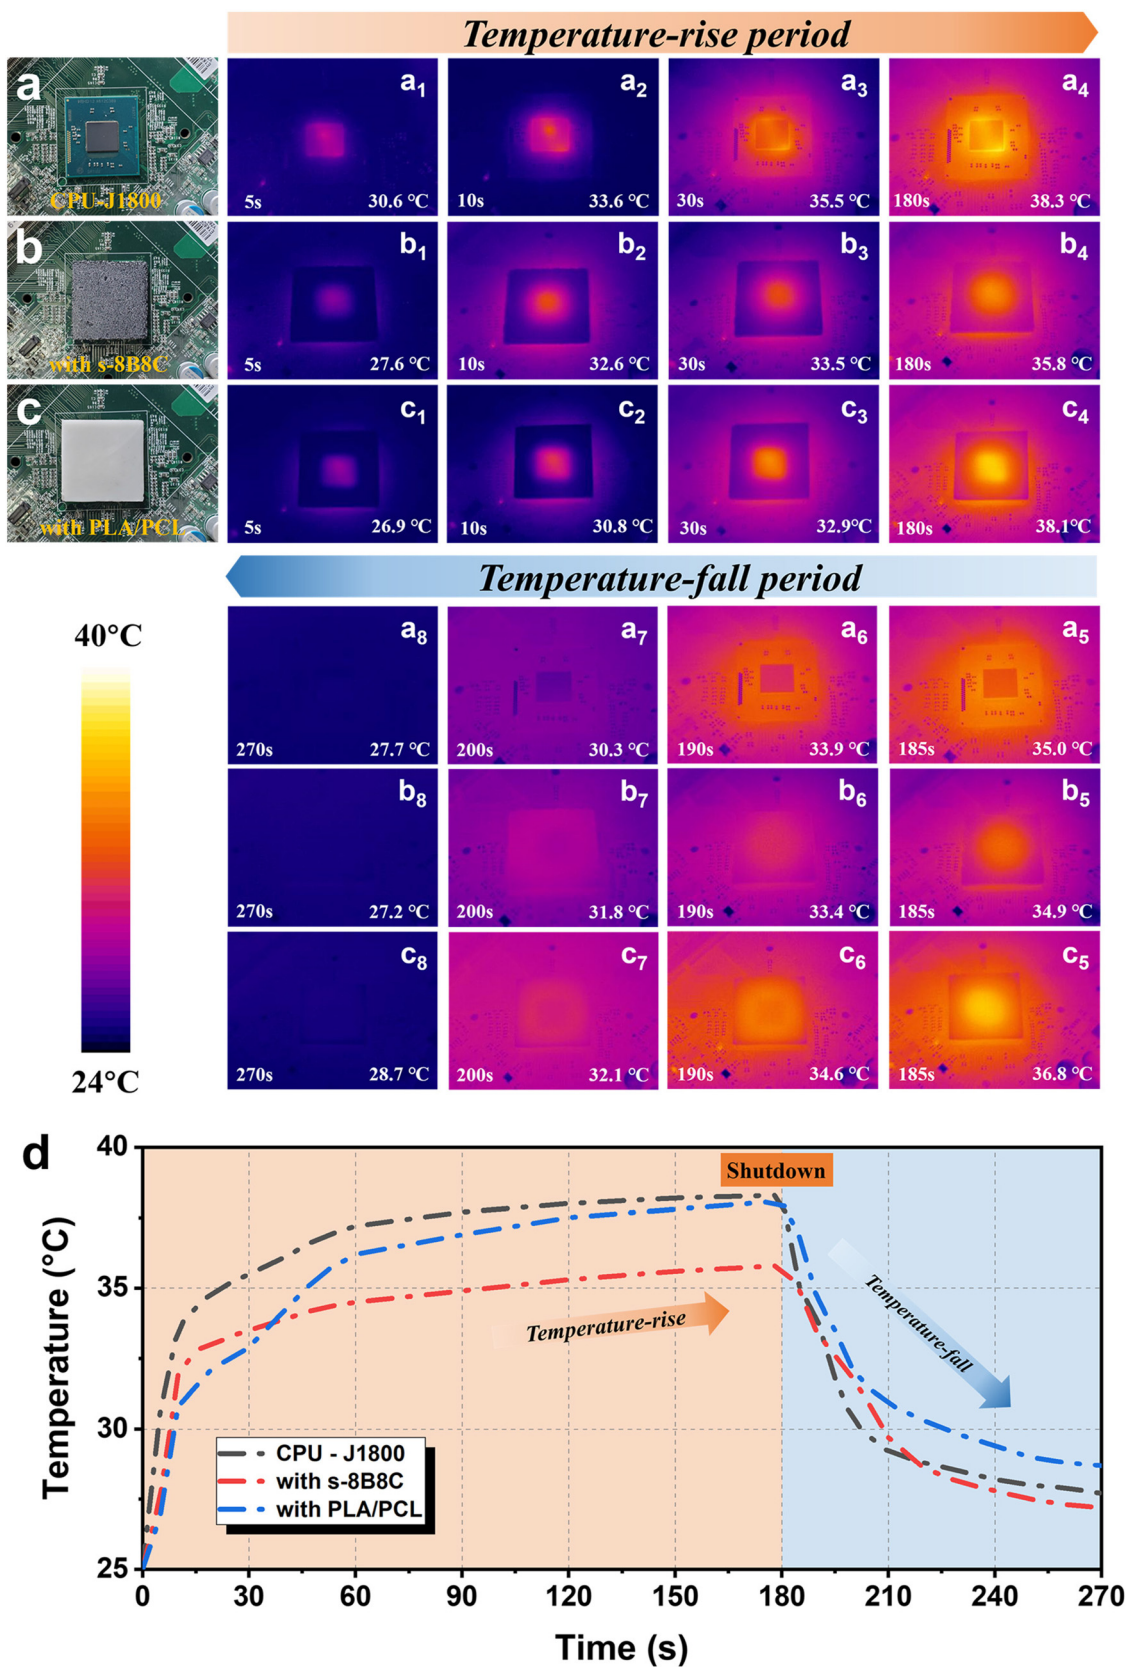 Temperature-rise period
a
CPU-J1800
a1
5s 30.6 °C
a2
10s 33.6 °C
a3
30s 35.5 °C
a4
180s 38.3 °C
b
with s-8B8C
b1
5s 27.6 °C
b2
10s 32.6 °C
b3
30s 33.5 °C
b4
180s 35.8 °C
c
with PLA/PCL
c1
5s 26.9 °C
c2
10s 30.8 °C
c3
30s 32.9°C
c4
180s 38.1°C
Temperature-fall period
40°C
24°C
a8
270s 27.7 °C
a7
200s 30.3 °C
a6
190s 33.9 °C
a5
185s 35.0 °C
b8
270s 27.2 °C
b7
200s 31.8 °C
b6
190s 33.4 °C
b5
185s 34.9 °C
c8
270s 28.7 °C
c7
200s 32.1 °C
c6
190s 34.6 °C
c5
185s 36.8 °C
d
Temperature (°C)
40
35
30
25
Shutdown
Temperature-rise
Temperature-fall
CPU - J1800
with s-8B8C
with PLA/PCL
0 30 60 90 120 150 180 210 240 270
Time (s)